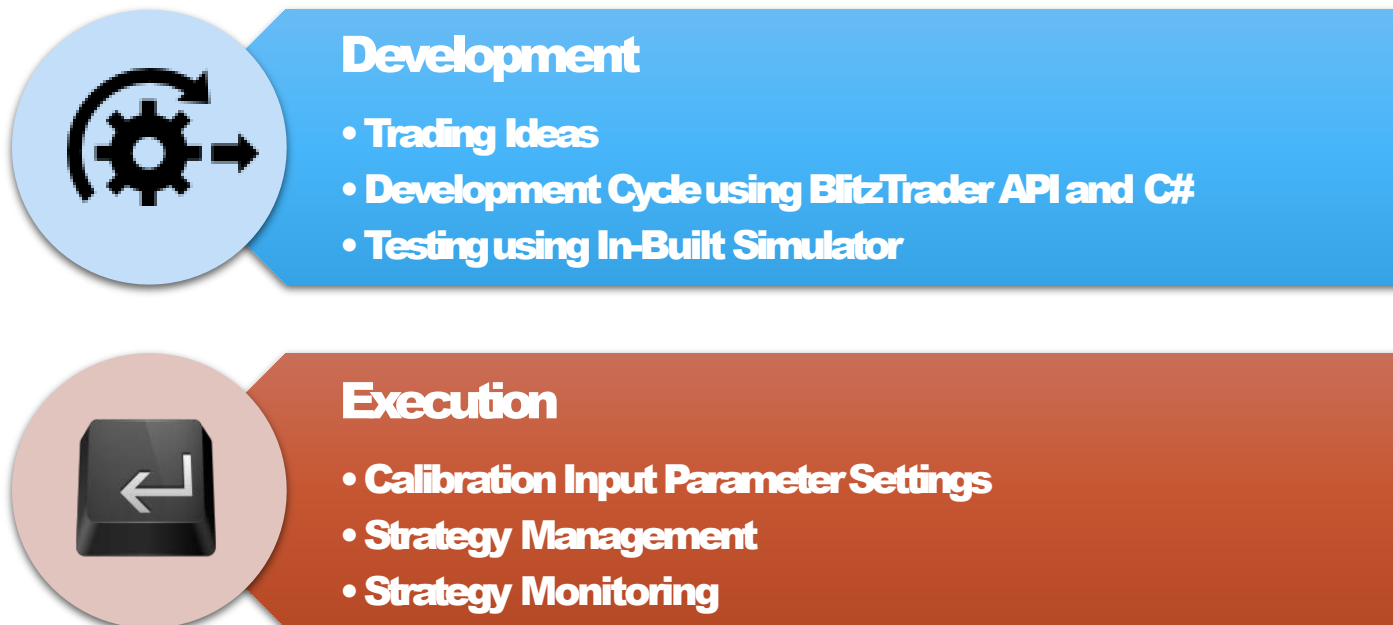 Development
• Trading Ideas
• Development Cycle using BlitzTrader API and C#
• Testing using In-Built Simulator
Execution
• Calibration Input Parameter Settings
• Strategy Management
• Strategy Monitoring